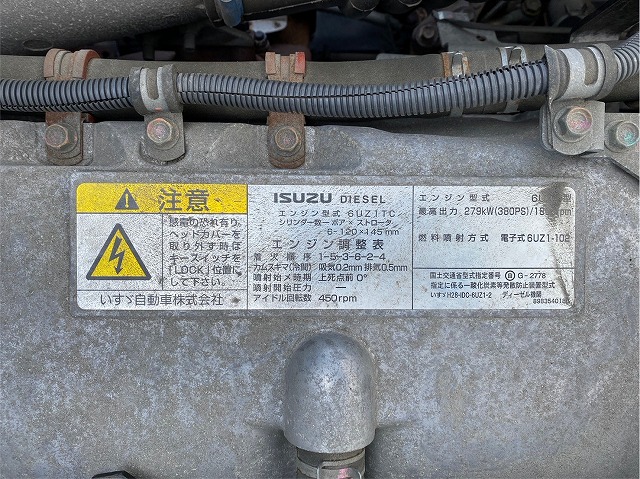 注意
感電の恐れ有り
ヘッドカバーを
取り外す時は
キースイッチを
「LOCK」位置に
して下さい。
いすゞ自動車株式会社
ISUZU DIESEL
エンジン型式 6UZ1TC
シリンダー数-ボア×ストローク
6-120×145mm
エンジン調整表
着火順序 1-5-3-6-2-4
カムスキマ(冷間) 吸気0.2mm 排気0.5mm
噴射始メ時期 上死点前0°
噴射開始圧力 —
アイドル回転数 450rpm
エンジン型式 型
最高出力 279kW(380PS)/ rpm
燃料噴射方式 電子式6UZ1-102
国土交通省型式指定番号 G-2778
指定に係る一酸化炭素等発散防止装置型式
いすゞH28-IDC-6UZ1-2 ディーゼル機関